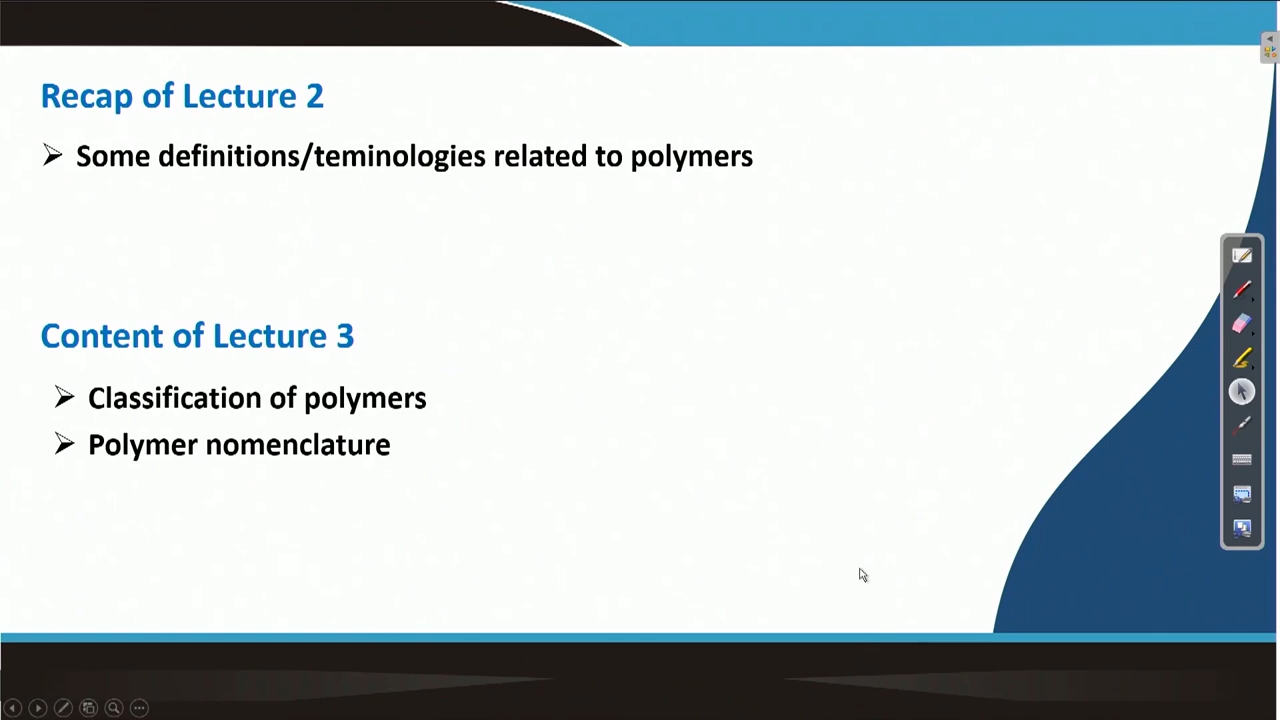 Recap of Lecture 2
Some definitions/teminologies related to polymers
Content of Lecture 3
Classification of polymers
Polymer nomenclature